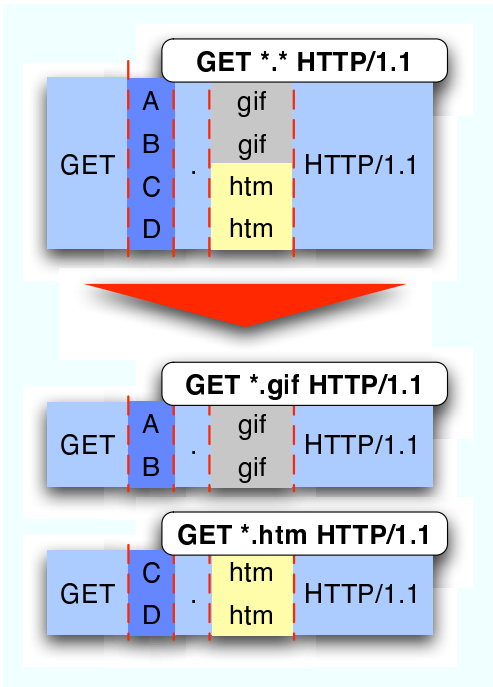 GET *.* HTTP/1.1
A gif
B gif
GET . HTTP/1.1
C htm
D htm
GET *.gif HTTP/1.1
A gif
GET . HTTP/1.1
B gif
GET *.htm HTTP/1.1
C htm
GET . HTTP/1.1
D htm